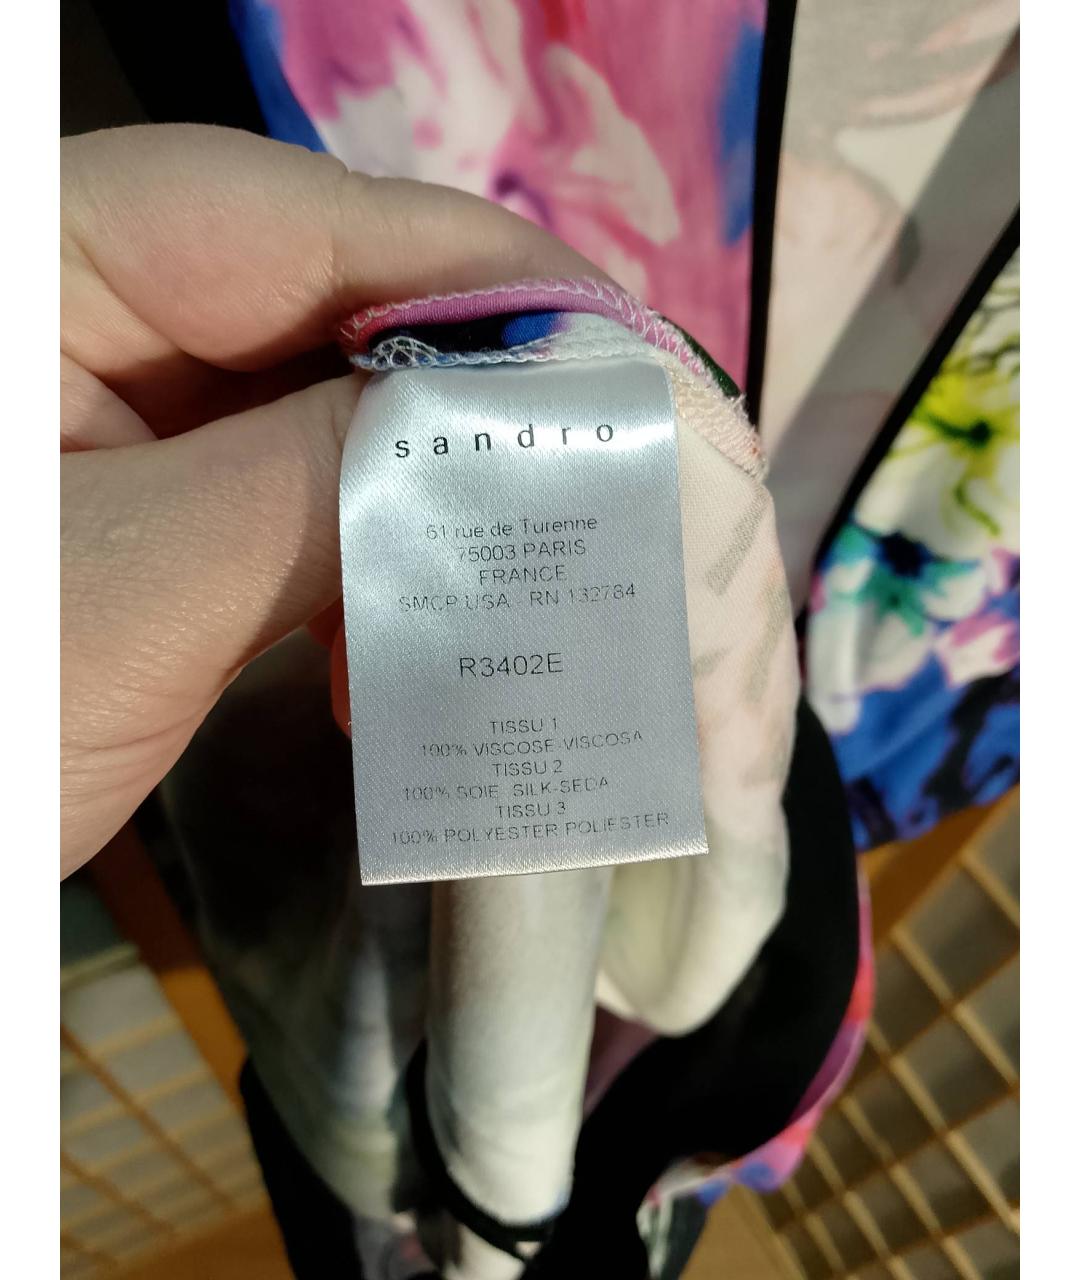 sandro
61 rue de Turenne
75003 PARIS
FRANCE
SMCP USA - RN 132784
R3402E
TISSU 1
100% VISCOSE-VISCOSA
TISSU 2
100% SOIE SILK-SEDA
TISSU 3
100% POLYESTER POLIESTER